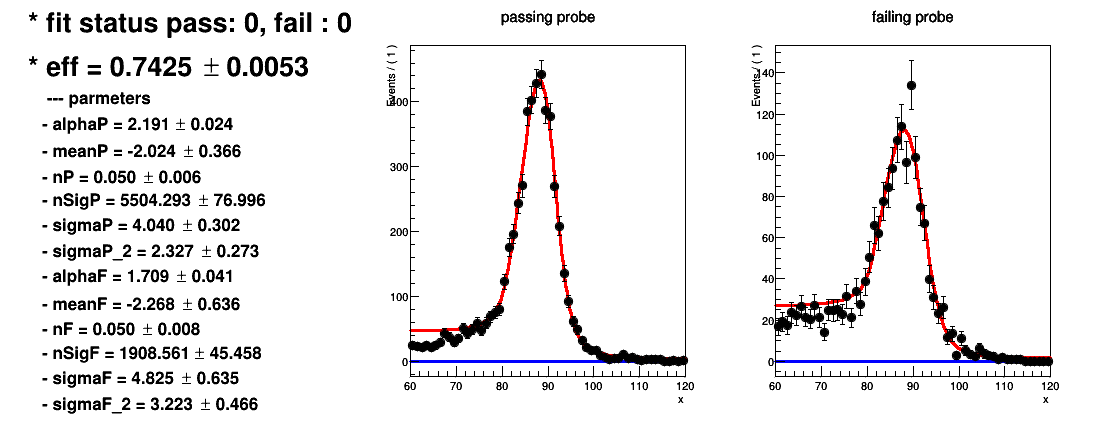 * fit status pass: 0, fail : 0
* eff = 0.7425 ± 0.0053
--- parmeters
- alphaP = 2.191 ± 0.024
- meanP = -2.024 ± 0.366
- nP = 0.050 ± 0.006
- nSigP = 5504.293 ± 76.996
- sigmaP = 4.040 ± 0.302
- sigmaP_2 = 2.327 ± 0.273
- alphaF = 1.709 ± 0.041
- meanF = -2.268 ± 0.636
- nF = 0.050 ± 0.008
- nSigF = 1908.561 ± 45.458
- sigmaF = 4.825 ± 0.635
- sigmaF_2 = 3.223 ± 0.466
passing probe
Events / ( 1 )
400
300
200
100
0
60 70 80 90 100 110 120
x
failing probe
Events / ( 1 )
140
120
100
80
60
40
20
0
60 70 80 90 100 110 120
x